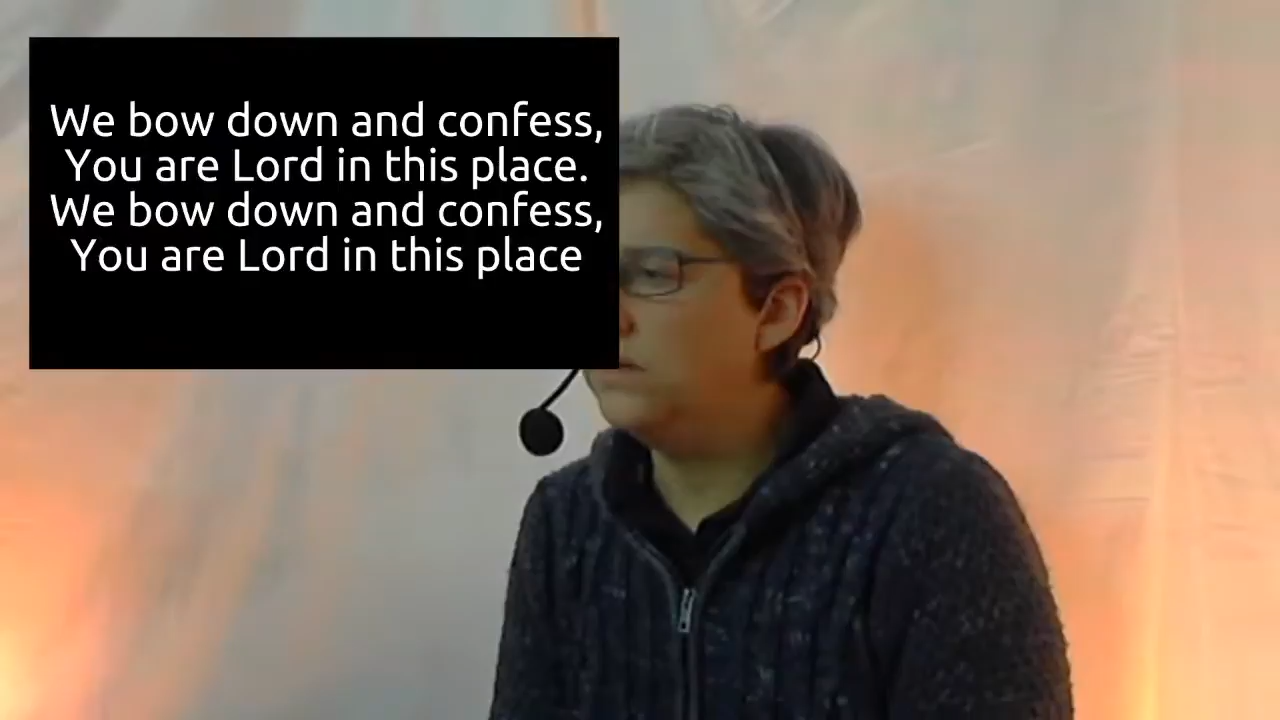 We bow down and confess,
You are Lord in this place.
We bow down and confess,
You are Lord in this place